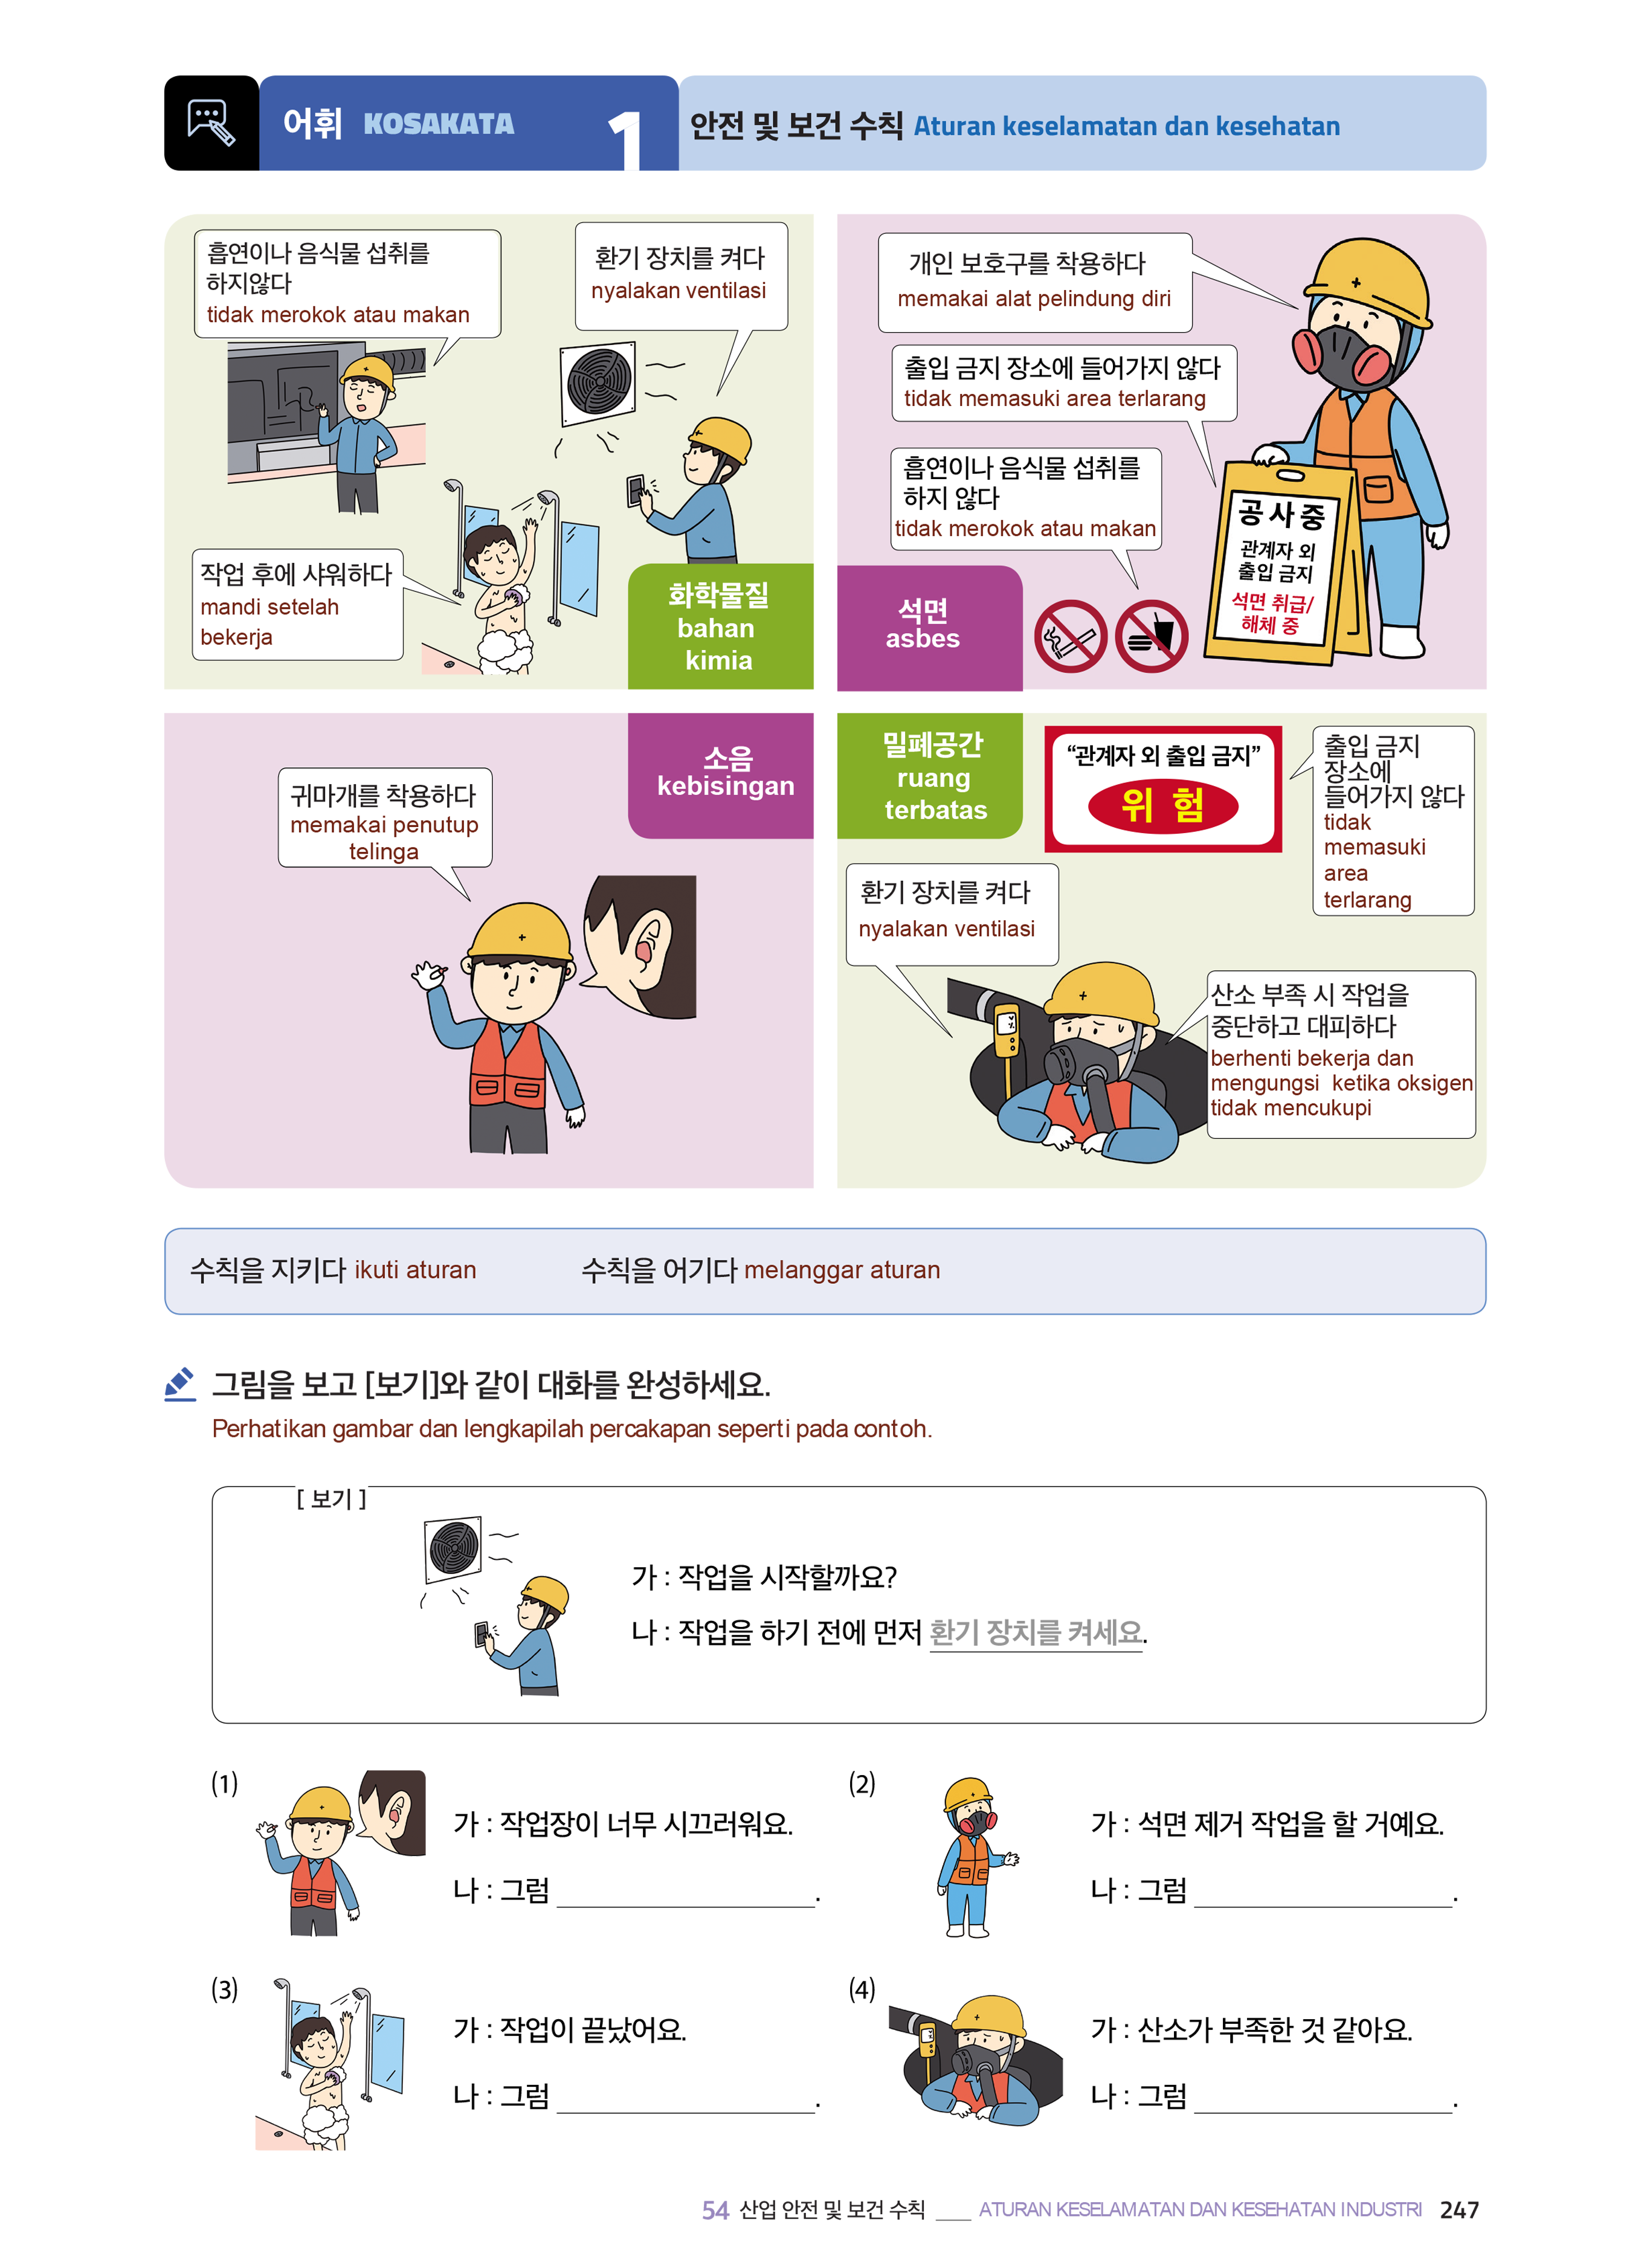 어휘 KOSAKATA 1 안전 및 보건 수칙 Aturan keselamatan dan kesehatan
흡연이나 음식물 섭취를
하지않다
tidak merokok atau makan
환기 장치를 켜다
nyalakan ventilasi
작업 후에 샤워하다
mandi setelah
bekerja
화학물질
bahan
kimia
개인 보호구를 착용하다
memakai alat pelindung diri
출입 금지 장소에 들어가지 않다
tidak memasuki area terlarang
흡연이나 음식물 섭취를
하지 않다
tidak merokok atau makan
공사중
관계자 외
출입 금지
석면 취급/
해체 중
석면
asbes
소음
kebisingan
귀마개를 착용하다
memakai penutup
telinga
밀폐공간
ruang
terbatas
“관계자 외 출입 금지”
위 험
출입 금지
장소에
들어가지 않다
tidak
memasuki
area
terlarang
환기 장치를 켜다
nyalakan ventilasi
산소 부족 시 작업을
중단하고 대피하다
berhenti bekerja dan
mengungsi ketika oksigen
tidak mencukupi
수칙을 지키다 ikuti aturan 수칙을 어기다 melanggar aturan
그림을 보고 [보기]와 같이 대화를 완성하세요.
Perhatikan gambar dan lengkapilah percakapan seperti pada contoh.
[ 보기 ]
가 : 작업을 시작할까요?
나 : 작업을 하기 전에 먼저 환기 장치를 켜세요.
(1)
가 : 작업장이 너무 시끄러워요.
나 : 그럼 ____________________.
(2)
가 : 석면 제거 작업을 할 거예요.
나 : 그럼 ____________________.
(3)
가 : 작업이 끝났어요.
나 : 그럼 ____________________.
(4)
가 : 산소가 부족한 것 같아요.
나 : 그럼 ____________________.
54 산업 안전 및 보건 수칙 ___ ATURAN KESELAMATAN DAN KESEHATAN INDUSTRI 247